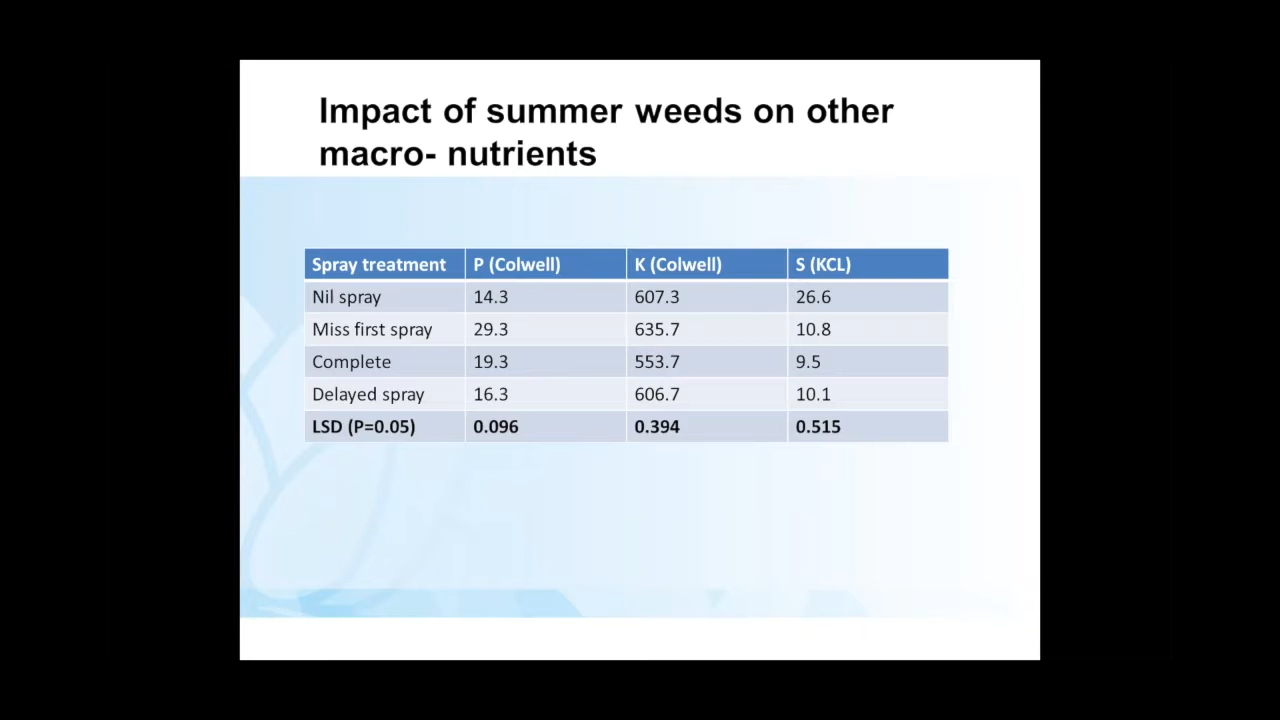 Impact of summer weeds on other
macro- nutrients
Spray treatment P (Colwell) K (Colwell) S (KCL)
Nil spray 14.3 607.3 26.6
Miss first spray 29.3 635.7 10.8
Complete 19.3 553.7 9.5
Delayed spray 16.3 606.7 10.1
LSD (P=0.05) 0.096 0.394 0.515